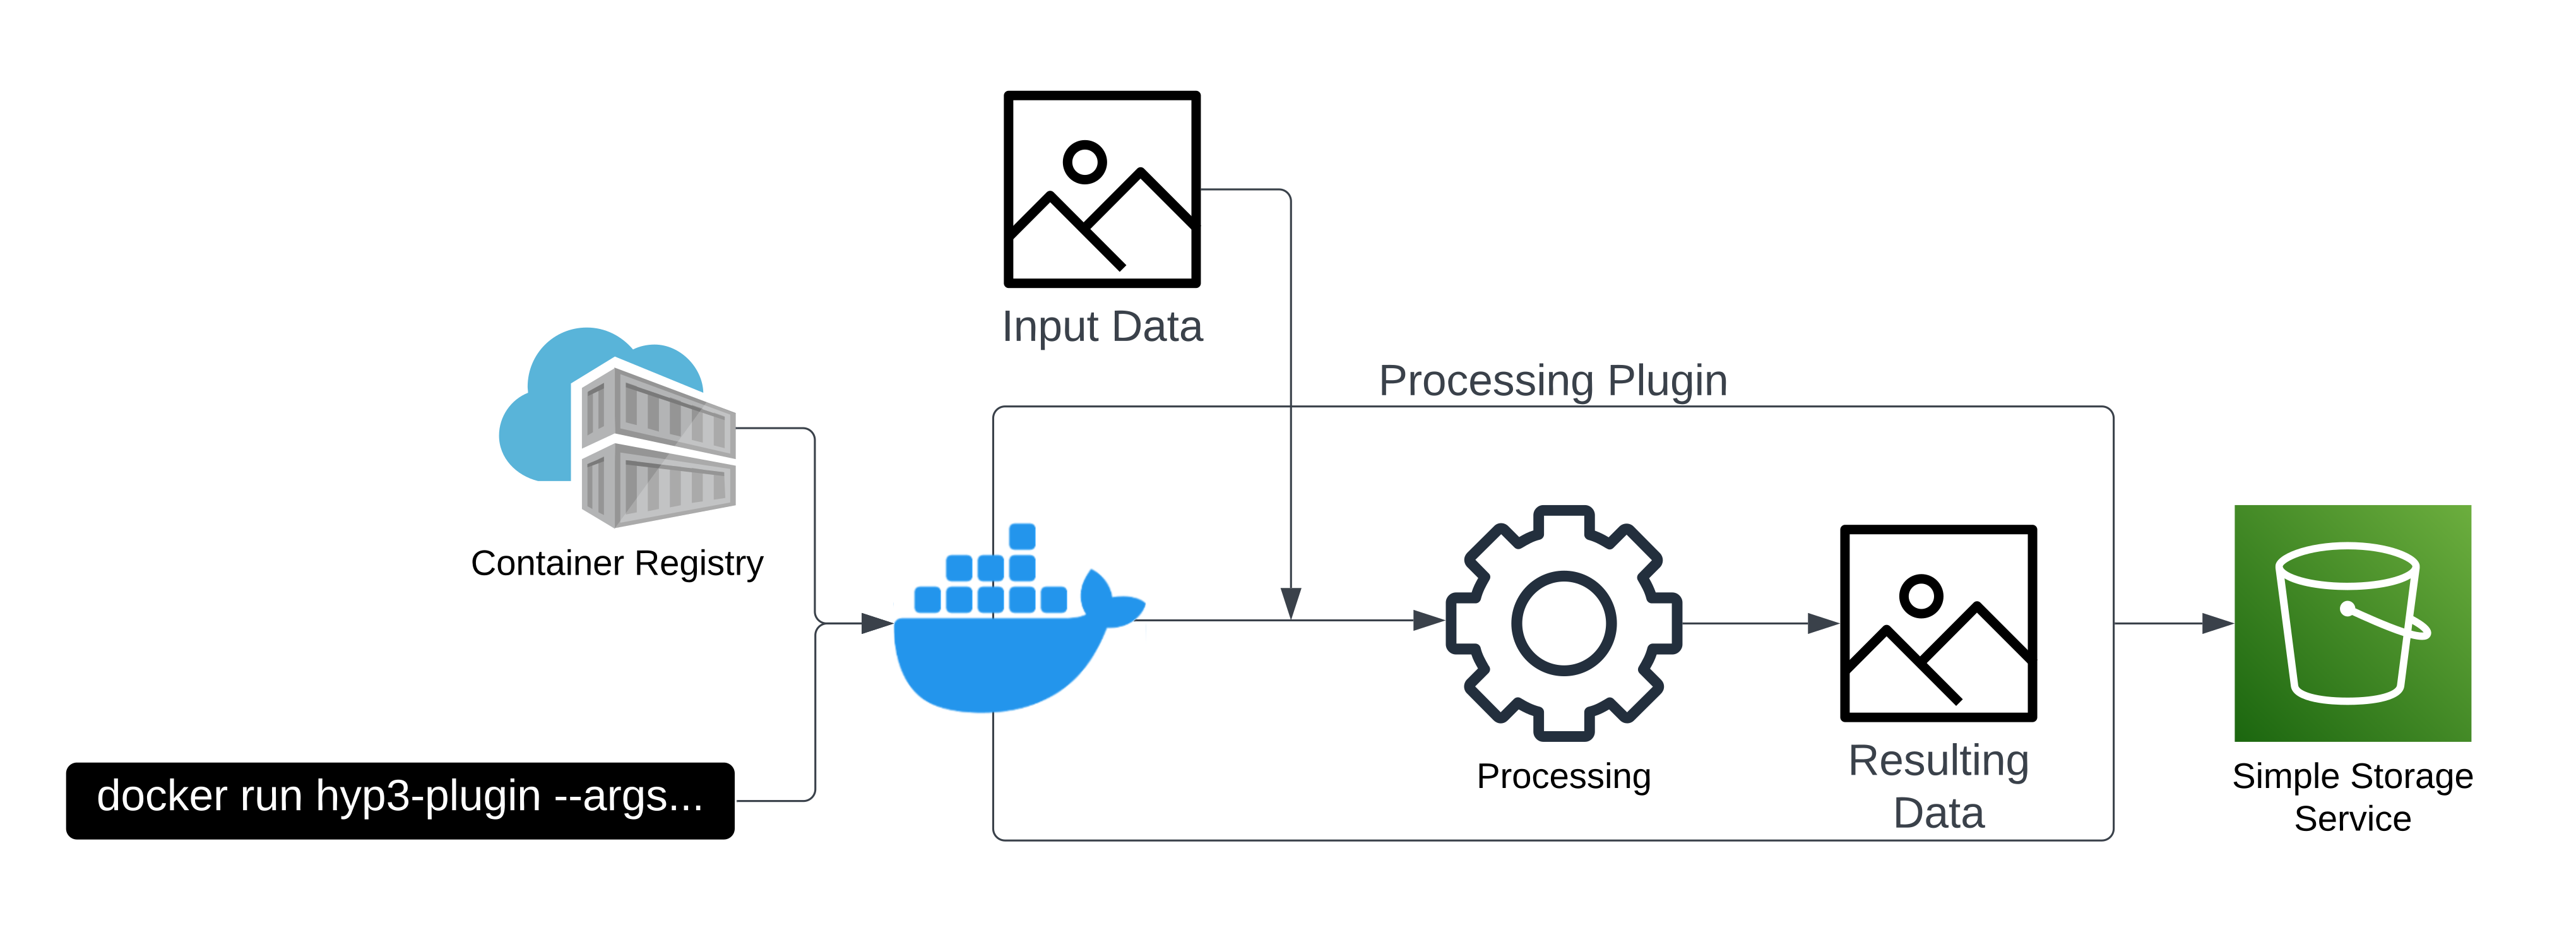 Input Data
Processing Plugin
Container Registry
docker run hyp3-plugin --args...
Processing
Resulting
Data
Simple Storage
Service